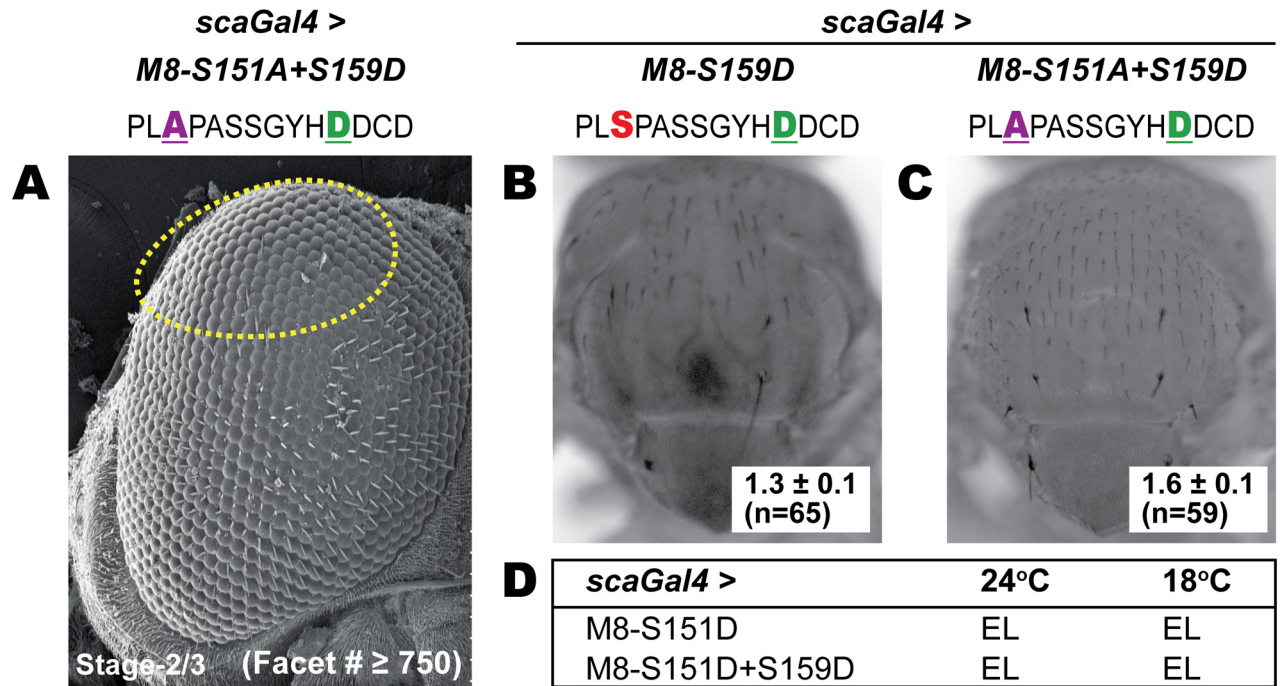 scaGal4 >
M8-S151A+S159D
PLAPASSGYHDDCD
A
Stage-2/3 (Facet # ≥ 750)
scaGal4 >
M8-S159D
PLSPASSGYHDDCD
B
1.3 ± 0.1
(n=65)
M8-S151A+S159D
PLAPASSGYHDDCD
C
1.6 ± 0.1
(n=59)
D
scaGal4 > 24°C 18°C
M8-S151D EL EL
M8-S151D+S159D EL EL